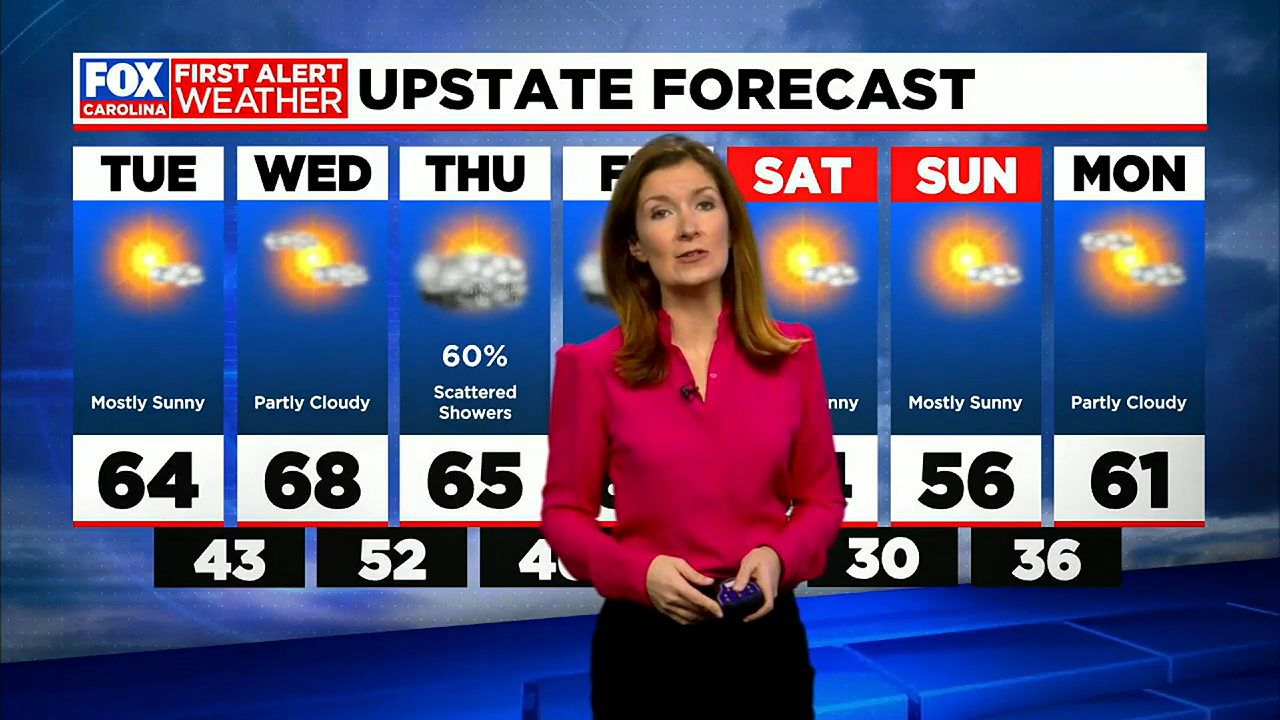 FOX
CAROLINA
FIRST ALERT
WEATHER
UPSTATE FORECAST
TUE
WED
THU
SAT
SUN
MON
60%
Mostly Sunny
Partly Cloudy
Scattered
Showers
Mostly Sunny
Partly Cloudy
64
68
65
56
61
43
52
30
36